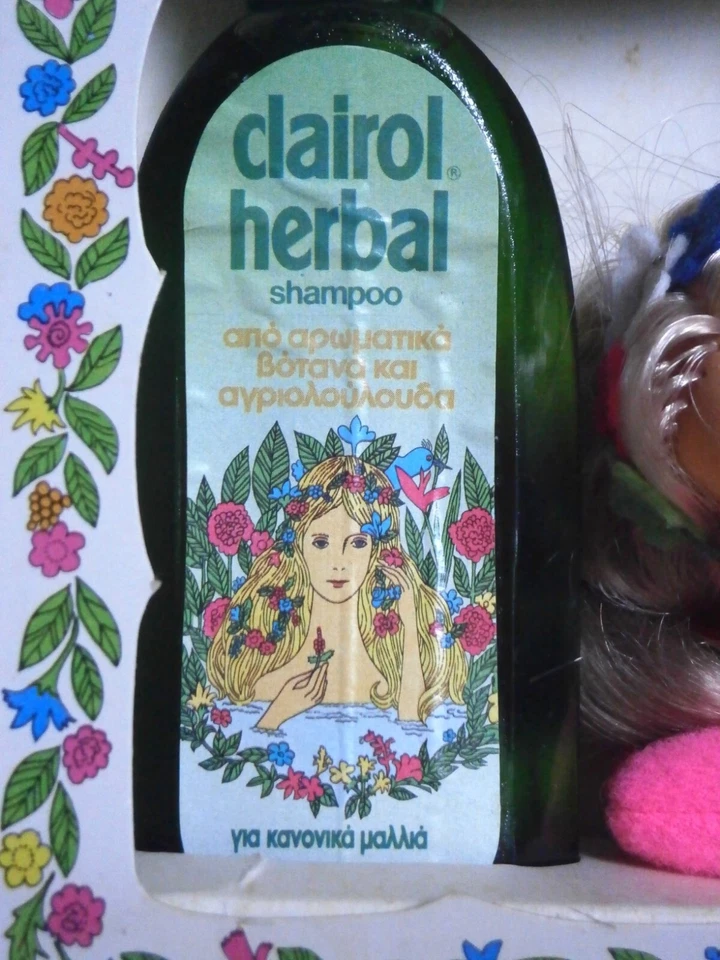 clairol®
herbal
shampoo
από αρωματικά
βότανα και
αγριολούλουδα
για κανονικά μαλλιά